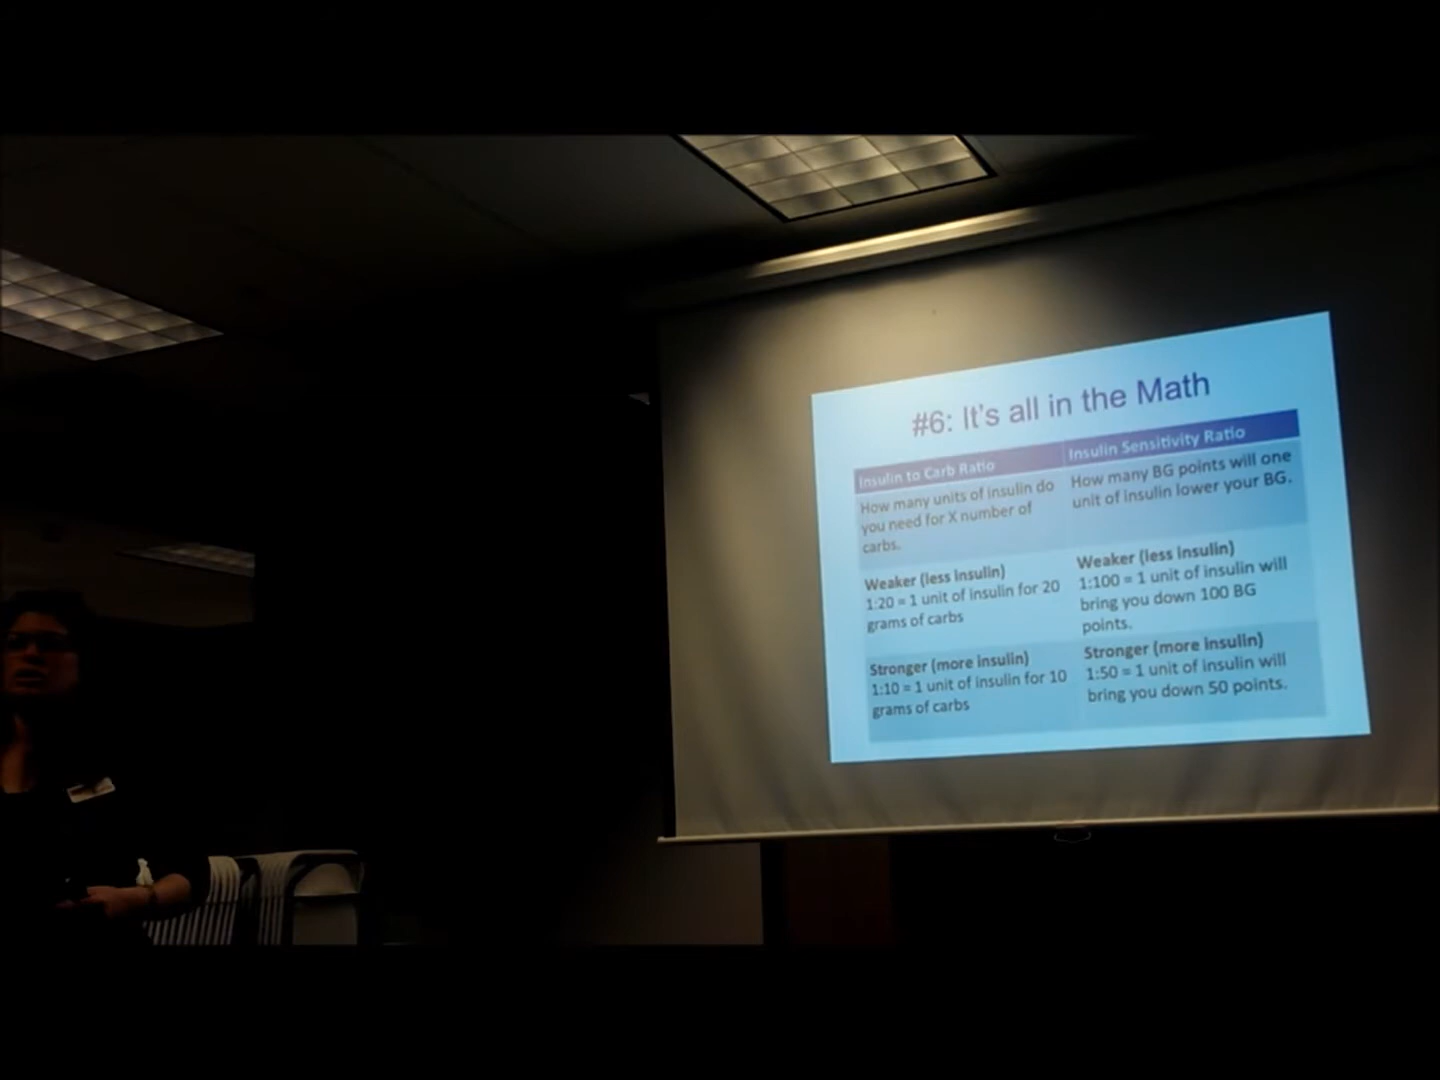 #6: It's all in the Math
Insulin to Carb Ratio
Insulin Sensitivity Ratio
How many units of insulin do
you need for X number of
carbs.
How many BG points will one
unit of insulin lower your BG.
Weaker (less insulin)
1:20 = 1 unit of insulin for 20
grams of carbs
Weaker (less insulin)
1:100 = 1 unit of insulin will
bring you down 100 BG
points.
Stronger (more insulin)
1:10 = 1 unit of insulin for 10
grams of carbs
Stronger (more insulin)
1:50 = 1 unit of insulin will
bring you down 50 points.